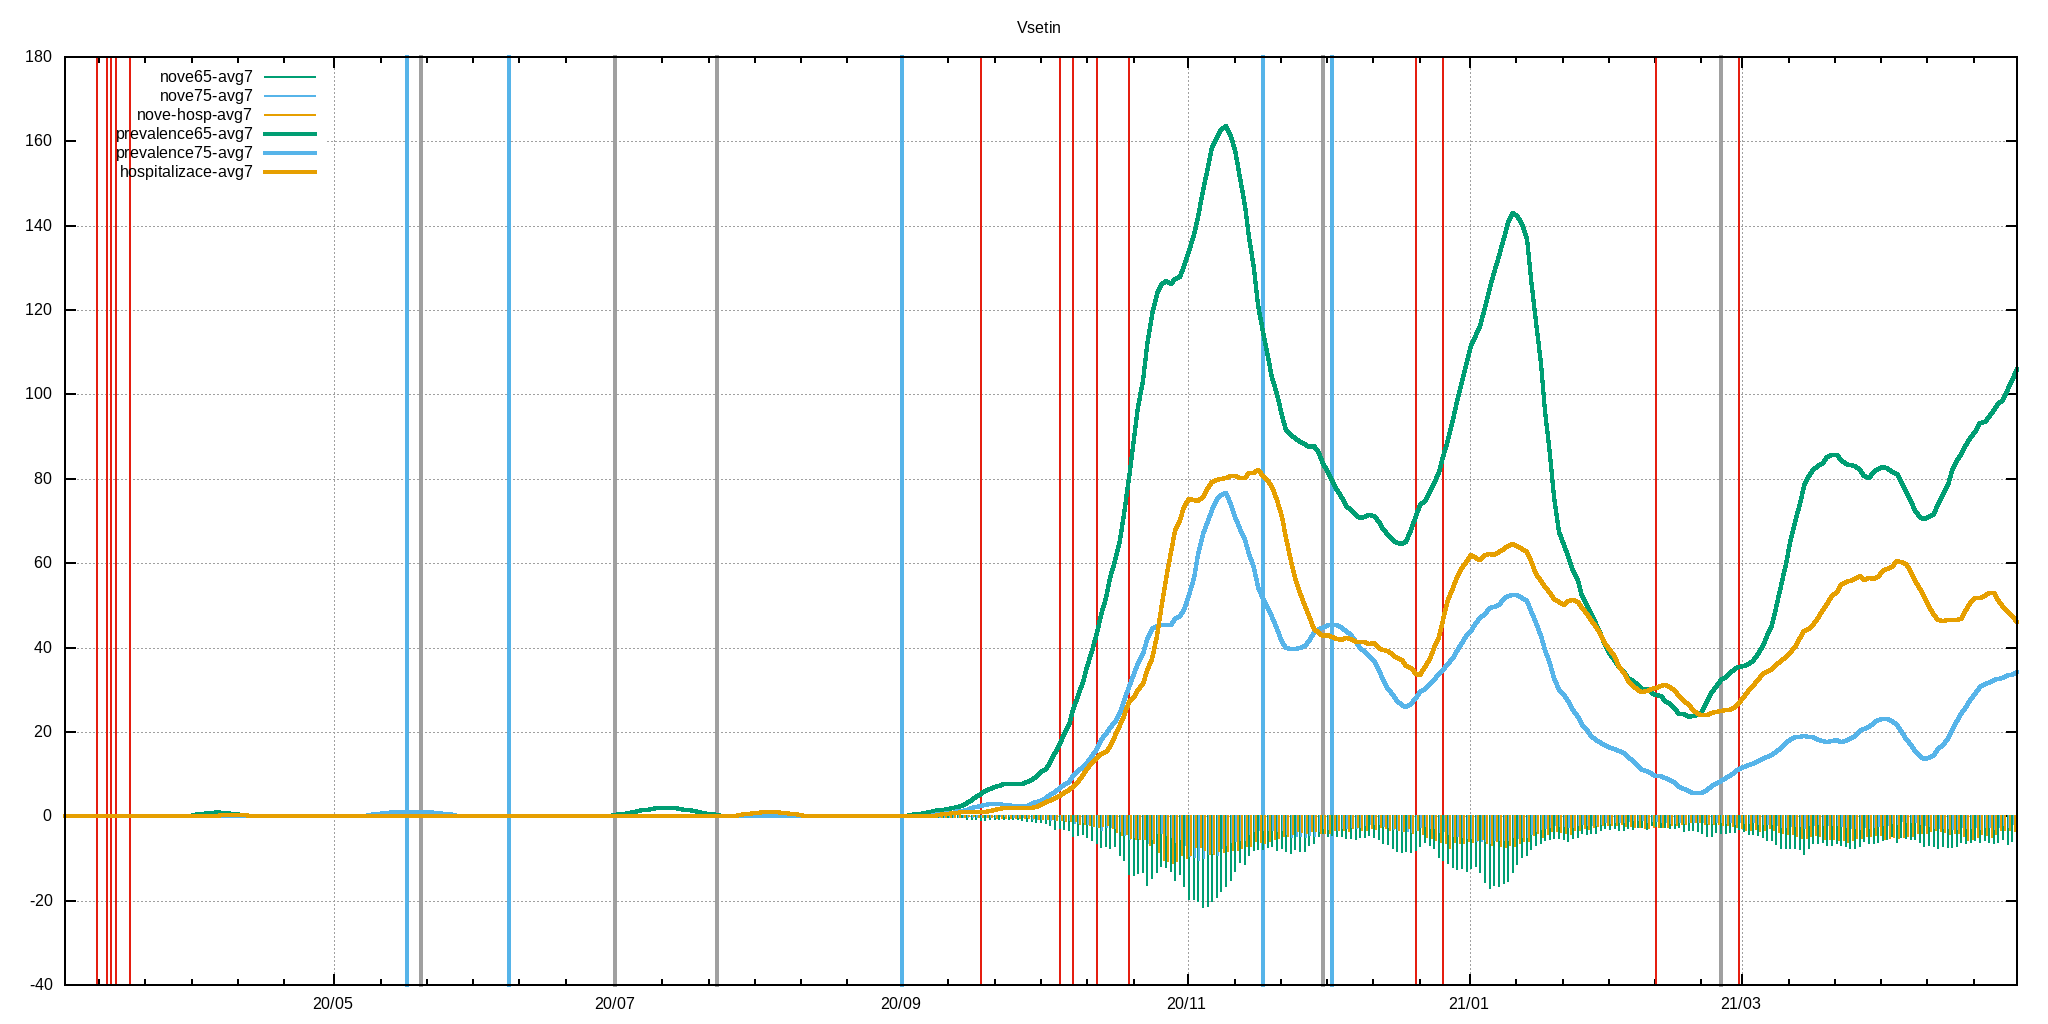 Vsetin
180
160
140
120
100
80
60
40
20
0
-20
-40
nove65-avg7
nove75-avg7
nove-hosp-avg7
prevalence65-avg7
prevalence75-avg7
hospitalizace-avg7
20/05 20/07 20/09 20/11 21/01 21/03